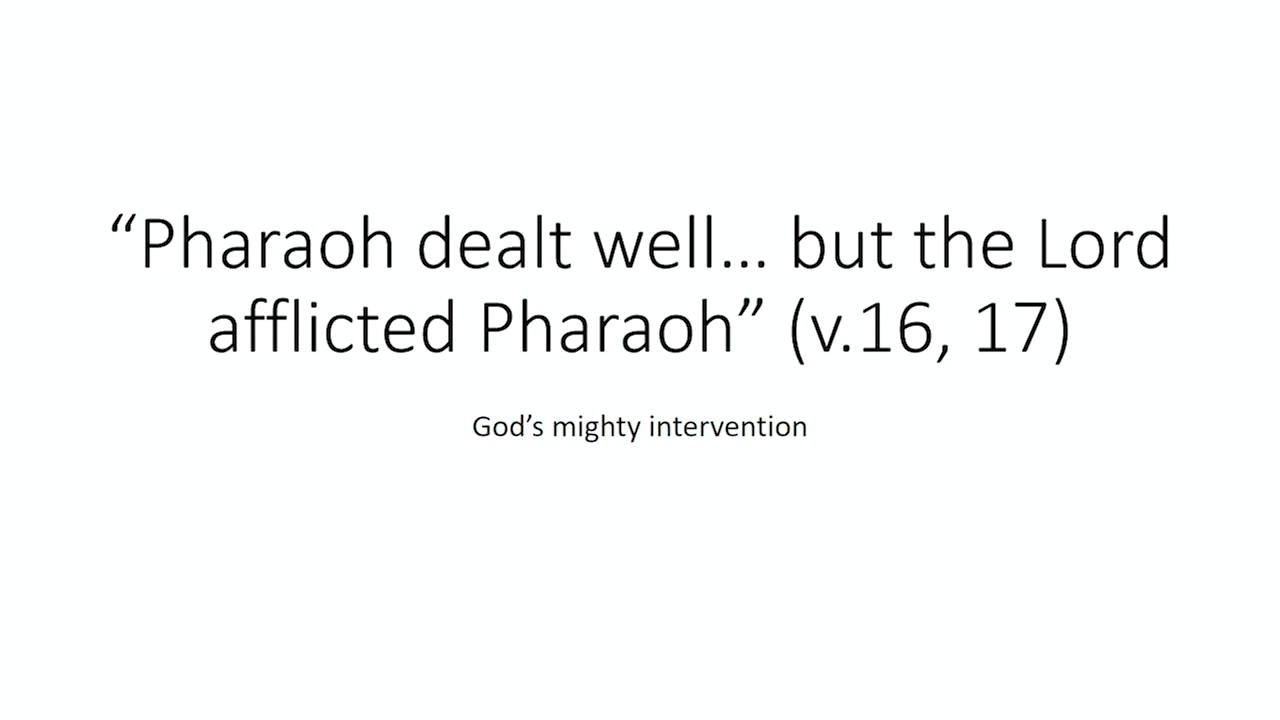 “Pharaoh dealt well... but the Lord
afflicted Pharaoh” (v.16, 17)
God’s mighty intervention